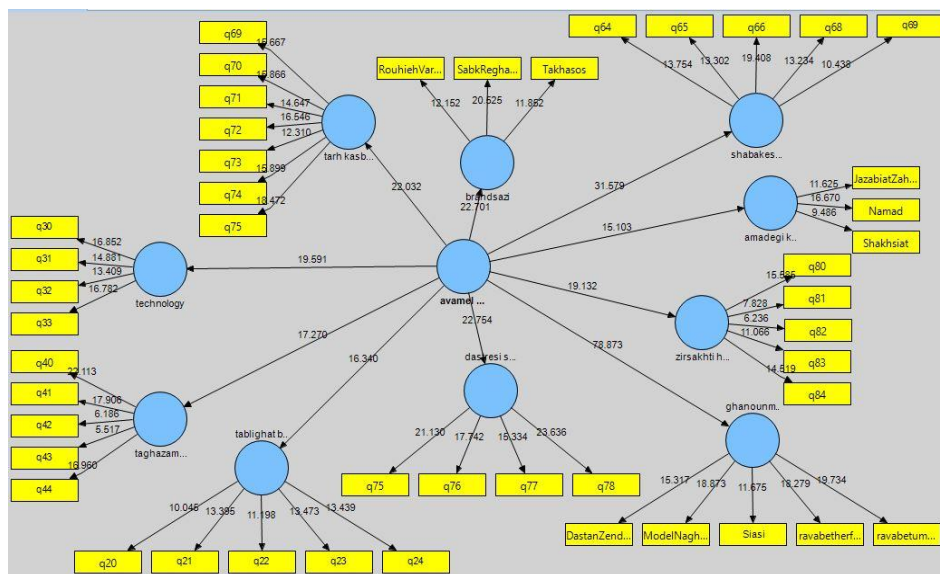 q69
15.667
q70
15.866
q71
14.647
q72
16.546
q73
12.310
q74
15.899
q75
18.472
tarh kasb...
22.032
RouhiehVar...
SabkRegha...
Takhasos
12.152
20.525
11.852
brandsazi
22.701
q64
q65
q66
q68
q69
13.754
13.302
19.408
13.234
10.438
shabakes...
31.579
JazabiatZah...
11.625
Namad
16.670
Shakhsiat
9.486
amadegi k...
15.103
q30
16.852
q31
14.881
q32
13.409
q33
16.782
technology
19.591
avamel ...
q80
15.585
q81
7.828
q82
6.236
q83
11.066
q84
14.819
zirsakhti h...
19.132
q40
22.113
q41
17.906
q42
6.186
q43
5.517
q44
16.960
taghazam...
17.270
tablighat b...
16.340
10.045
13.395
11.198
13.473
13.439
q20
q21
q22
q23
q24
22.754
dastresi s...
21.130
17.742
15.334
23.636
q75
q76
q77
q78
78.873
ghanounm...
15.317
18.873
11.675
18.279
19.734
DastanZend...
ModelNagh...
Siasi
ravabetherf...
ravabetum...